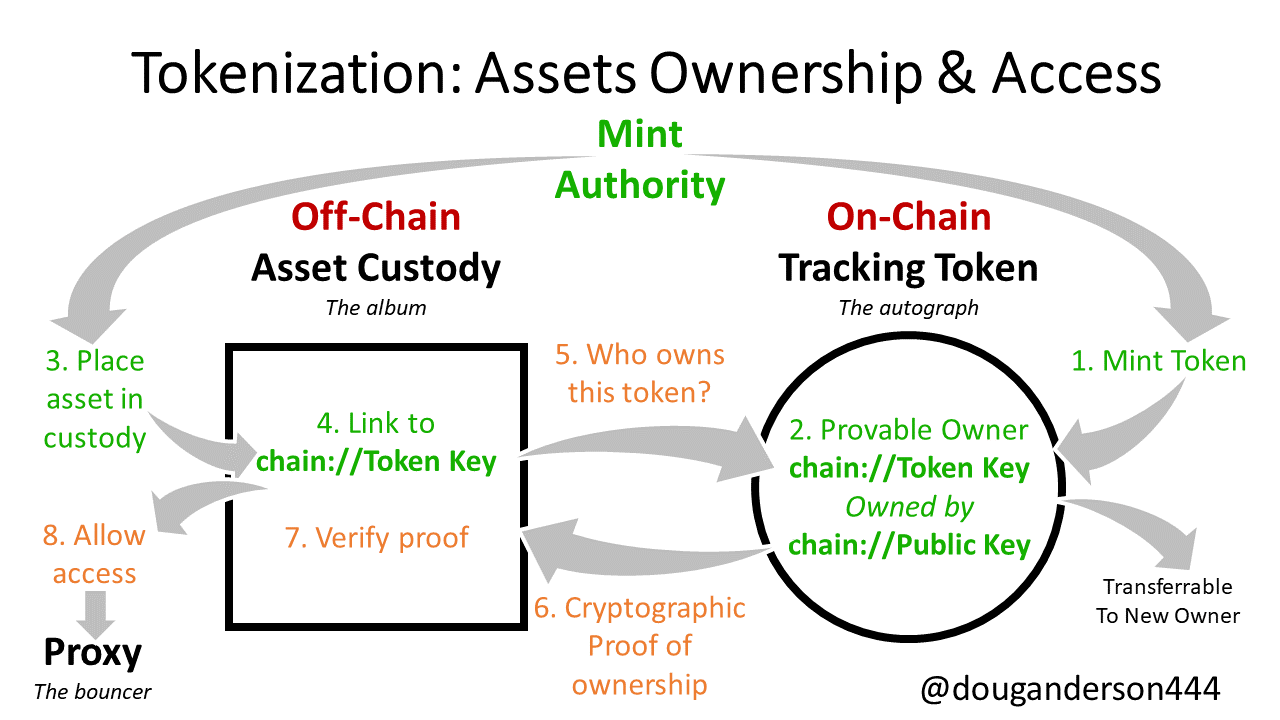 Tokenization: Assets Ownership & Access
Mint
Authority
Off-Chain
Asset Custody
The album
On-Chain
Tracking Token
The autograph
3. Place
asset in
custody
4. Link to
chain://Token Key
7. Verify proof
8. Allow
access
Proxy
The bouncer
5. Who owns
this token?
6. Cryptographic
Proof of
ownership
1. Mint Token
2. Provable Owner
chain://Token Key
Owned by
chain://Public Key
Transferrable
To New Owner
@douganderson444